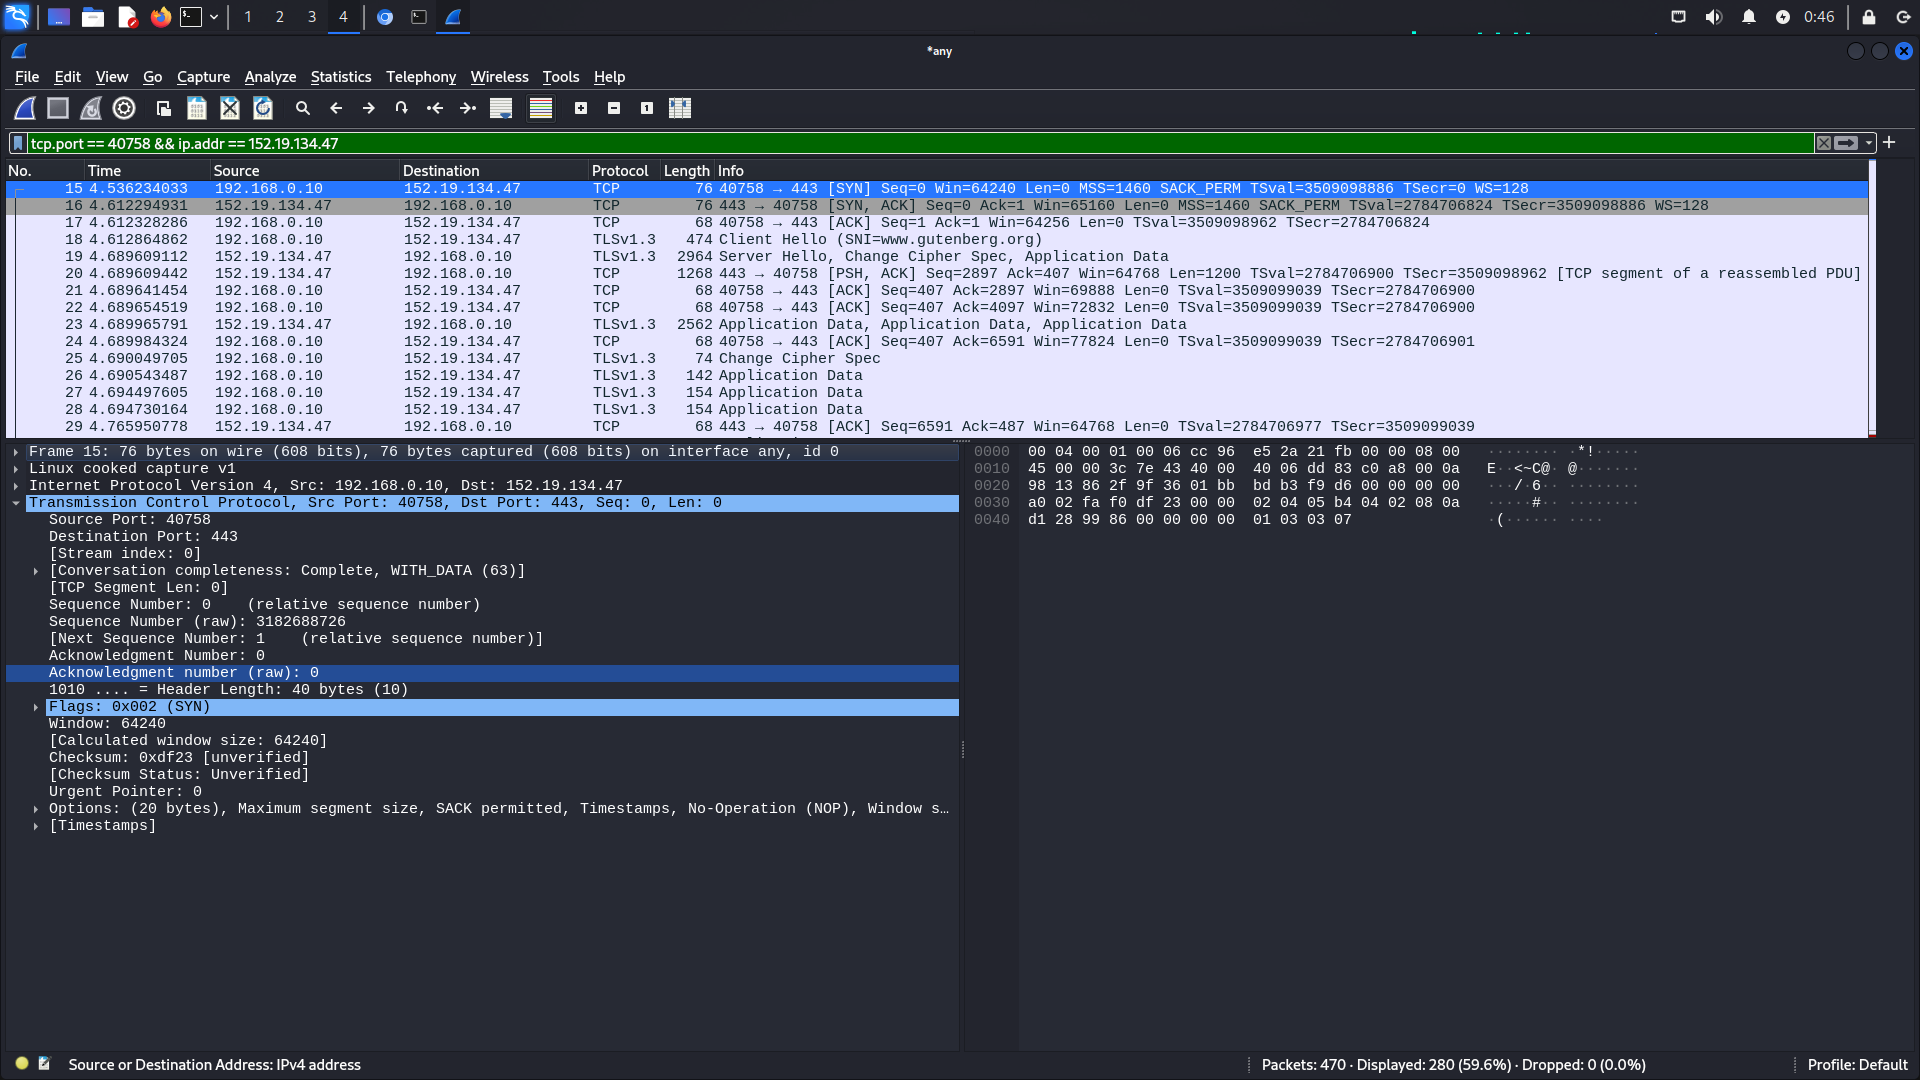 1 2 3 4 0:46
*any
File Edit View Go Capture Analyze Statistics Telephony Wireless Tools Help
tcp.port == 40758 && ip.addr == 152.19.134.47
No. Time Source Destination Protocol Length Info
15 4.536234033 192.168.0.10 152.19.134.47 TCP 76 40758 → 443 [SYN] Seq=0 Win=64240 Len=0 MSS=1460 SACK_PERM TSval=3509098886 TSecr=0 WS=128
16 4.612294931 152.19.134.47 192.168.0.10 TCP 76 443 → 40758 [SYN, ACK] Seq=0 Ack=1 Win=65160 Len=0 MSS=1460 SACK_PERM TSval=2784706824 TSecr=3509098886 WS=128
17 4.612328286 192.168.0.10 152.19.134.47 TCP 68 40758 → 443 [ACK] Seq=1 Ack=1 Win=64256 Len=0 TSval=3509098962 TSecr=2784706824
18 4.612864862 192.168.0.10 152.19.134.47 TLSv1.3 474 Client Hello (SNI=www.gutenberg.org)
19 4.689609112 152.19.134.47 192.168.0.10 TLSv1.3 2964 Server Hello, Change Cipher Spec, Application Data
20 4.689609442 152.19.134.47 192.168.0.10 TCP 1268 443 → 40758 [PSH, ACK] Seq=2897 Ack=407 Win=64768 Len=1200 TSval=2784706900 TSecr=3509098962 [TCP segment of a reassembled PDU]
21 4.689641454 192.168.0.10 152.19.134.47 TCP 68 40758 → 443 [ACK] Seq=407 Ack=2897 Win=69888 Len=0 TSval=3509099039 TSecr=2784706900
22 4.689654519 192.168.0.10 152.19.134.47 TCP 68 40758 → 443 [ACK] Seq=407 Ack=4097 Win=72832 Len=0 TSval=3509099039 TSecr=2784706900
23 4.689965791 152.19.134.47 192.168.0.10 TLSv1.3 2562 Application Data, Application Data, Application Data
24 4.689984324 192.168.0.10 152.19.134.47 TCP 68 40758 → 443 [ACK] Seq=407 Ack=6591 Win=77824 Len=0 TSval=3509099039 TSecr=2784706901
25 4.690049705 192.168.0.10 152.19.134.47 TLSv1.3 74 Change Cipher Spec
26 4.690543487 192.168.0.10 152.19.134.47 TLSv1.3 142 Application Data
27 4.694497605 192.168.0.10 152.19.134.47 TLSv1.3 154 Application Data
28 4.694730164 192.168.0.10 152.19.134.47 TLSv1.3 154 Application Data
29 4.765950778 152.19.134.47 192.168.0.10 TCP 68 443 → 40758 [ACK] Seq=6591 Ack=487 Win=64768 Len=0 TSval=2784706977 TSecr=3509099039
Frame 15: 76 bytes on wire (608 bits), 76 bytes captured (608 bits) on interface any, id 0
Linux cooked capture v1
Internet Protocol Version 4, Src: 192.168.0.10, Dst: 152.19.134.47
Transmission Control Protocol, Src Port: 40758, Dst Port: 443, Seq: 0, Len: 0
Source Port: 40758
Destination Port: 443
[Stream index: 0]
[Conversation completeness: Complete, WITH_DATA (63)]
[TCP Segment Len: 0]
Sequence Number: 0 (relative sequence number)
Sequence Number (raw): 3182688726
[Next Sequence Number: 1 (relative sequence number)]
Acknowledgment Number: 0
Acknowledgment number (raw): 0
1010 .... = Header Length: 40 bytes (10)
Flags: 0x002 (SYN)
Window: 64240
[Calculated window size: 64240]
Checksum: 0xdf23 [unverified]
[Checksum Status: Unverified]
Urgent Pointer: 0
Options: (20 bytes), Maximum segment size, SACK permitted, Timestamps, No-Operation (NOP), Window s…
[Timestamps]
0000 00 04 00 01 00 06 cc 96 e5 2a 21 fb 00 00 08 00 ········ ·*!·····
0010 45 00 00 3c 7e 43 40 00 40 06 dd 83 c0 a8 00 0a E··<~C@· @·······
0020 98 13 86 2f 9f 36 01 bb bd b3 f9 d6 00 00 00 00 ···/·6·· ········
0030 a0 02 fa f0 df 23 00 00 02 04 05 b4 04 02 08 0a ·····#·· ········
0040 d1 28 99 86 00 00 00 00 01 03 03 07 ·(······ ····
Source or Destination Address: IPv4 address
Packets: 470 · Displayed: 280 (59.6%) · Dropped: 0 (0.0%)
Profile: Default